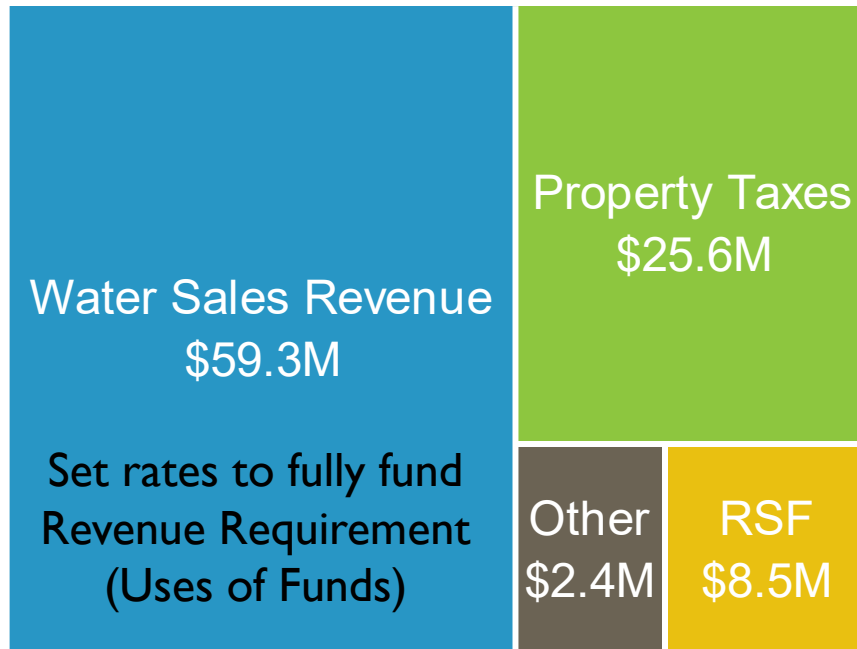 Water Sales Revenue
$59.3M
Set rates to fully fund
Revenue Requirement
(Uses of Funds)
Property Taxes
$25.6M
Other
$2.4M
RSF
$8.5M